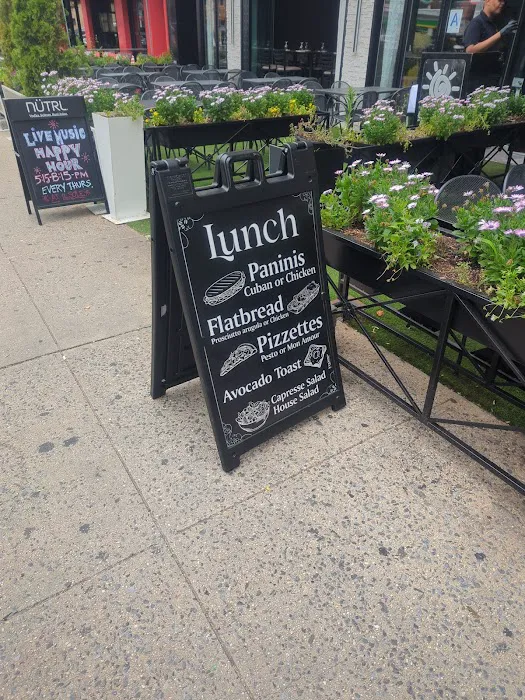 NÜTRL
LIVE MUSIC
HAPPY
HOUR
EVERY THURS.
A
Lunch
Paninis
Cuban or Chicken
Flatbread
Prosciutto arugula or Chicken
Pizzettes
Pesto or Mon Amour
Avocado Toast
Capresse Salad
House Salad